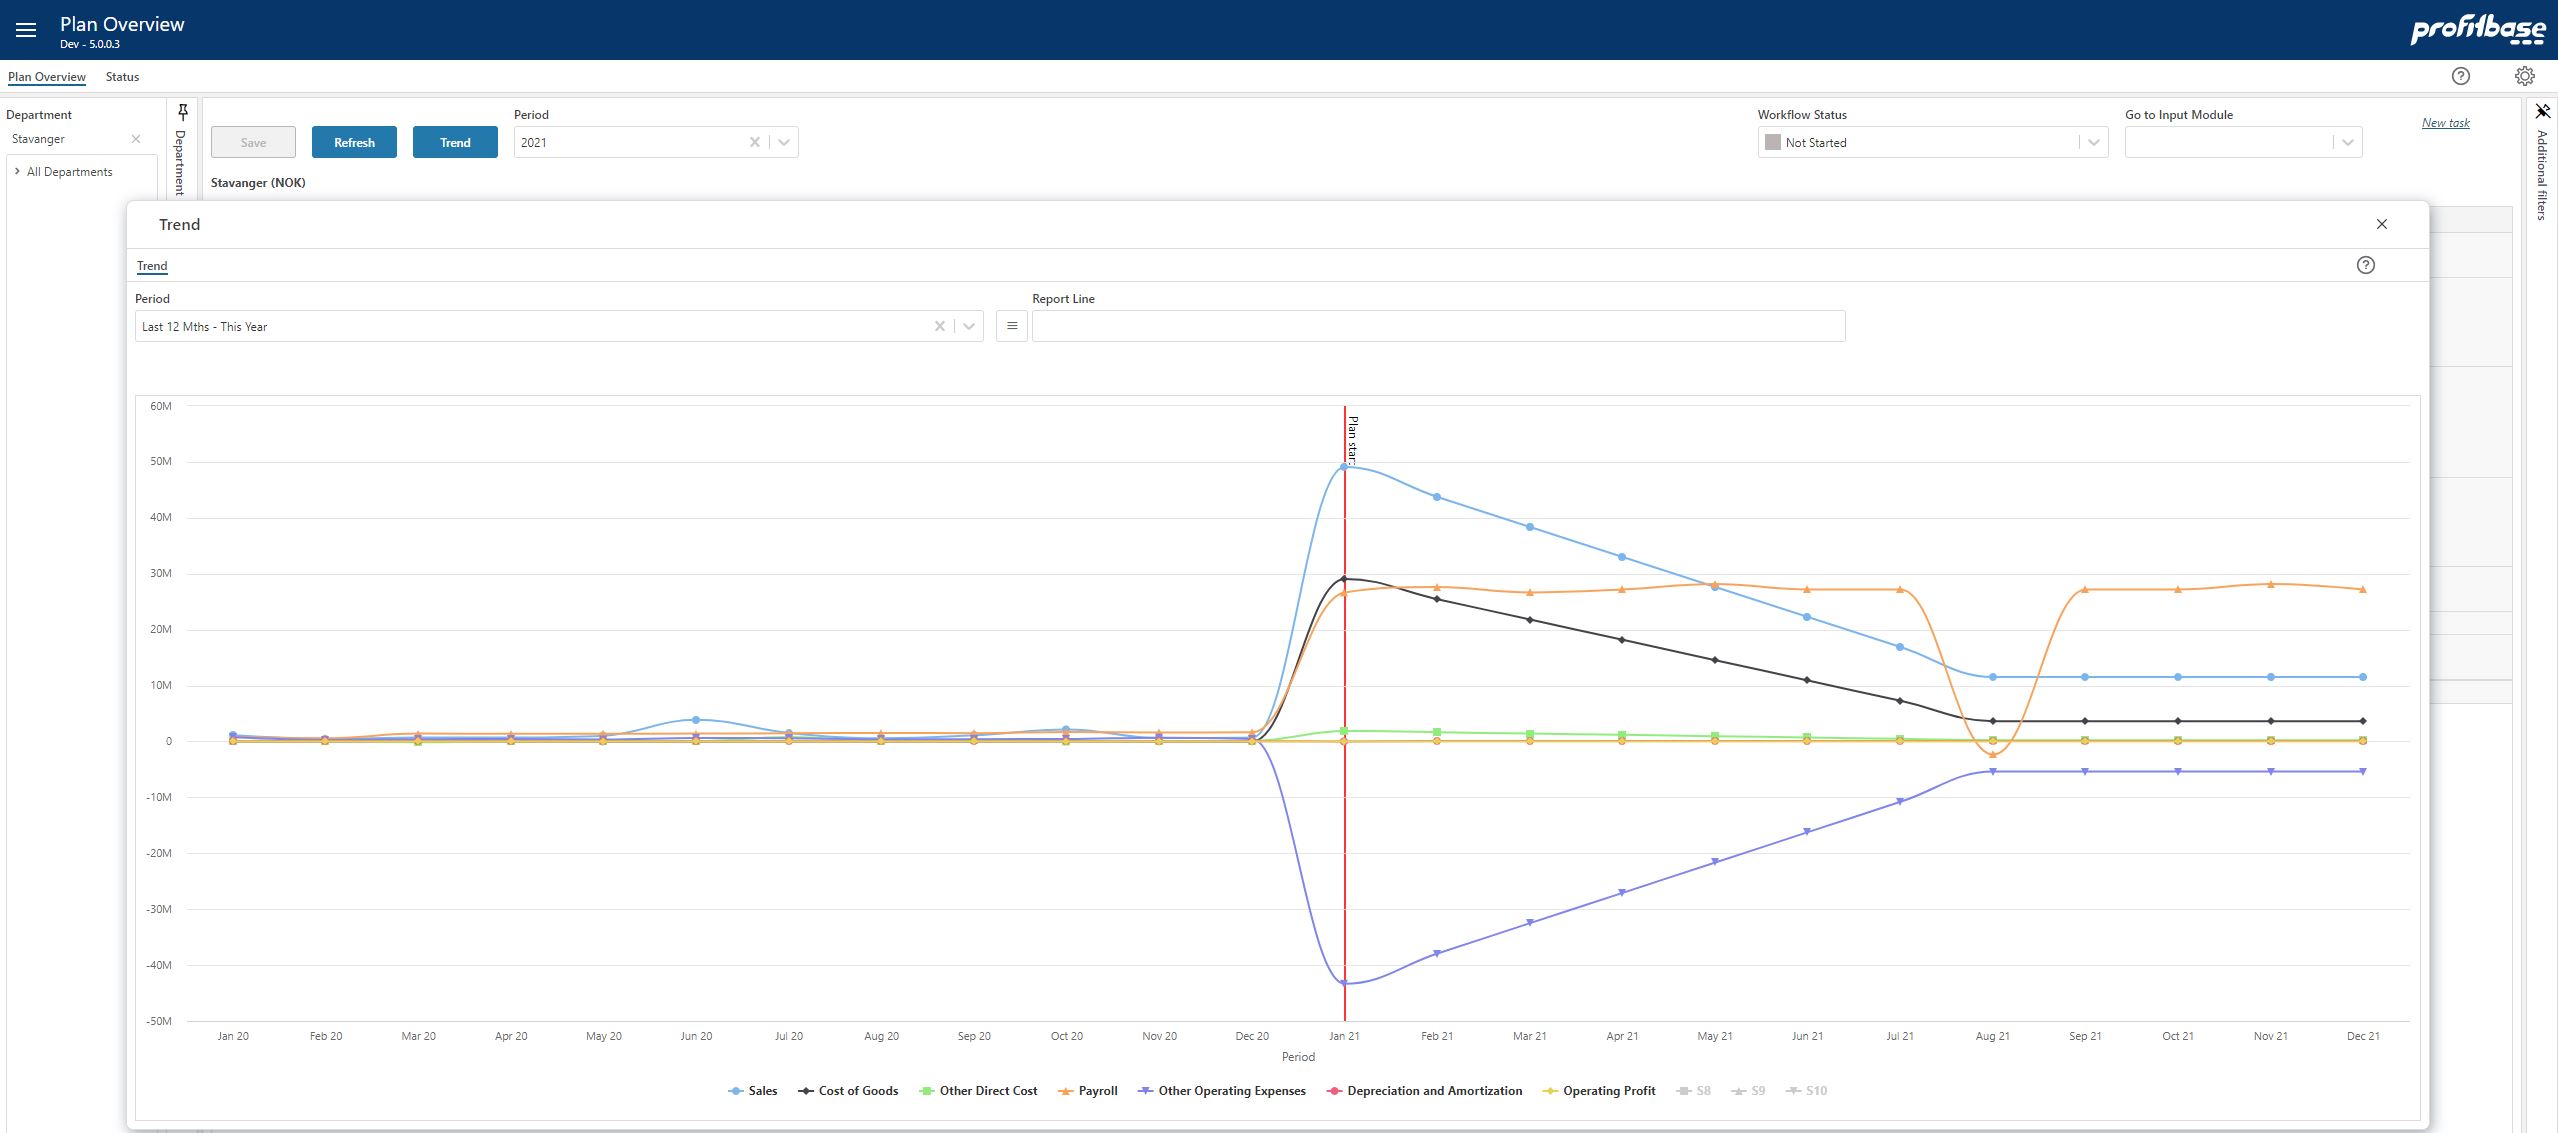 Plan Overview
Dev - 5.0.0.3
profitbase
Plan Overview Status
Department
Stavanger
All Departments
Department
Save Refresh Trend
Period
2021
Workflow Status
Not Started
Go to Input Module
New task
Additional filters
Stavanger (NOK)
Trend
Trend
Period
Last 12 Mths - This Year
Report Line
60M
50M
40M
30M
20M
10M
0
-10M
-20M
-30M
-40M
-50M
Plan star
Jan 20 Feb 20 Mar 20 Apr 20 May 20 Jun 20 Jul 20 Aug 20 Sep 20 Oct 20 Nov 20 Dec 20 Jan 21 Feb 21 Mar 21 Apr 21 May 21 Jun 21 Jul 21 Aug 21 Sep 21 Oct 21 Nov 21 Dec 21
Period
Sales Cost of Goods Other Direct Cost Payroll Other Operating Expenses Depreciation and Amortization Operating Profit S8 S9 S10